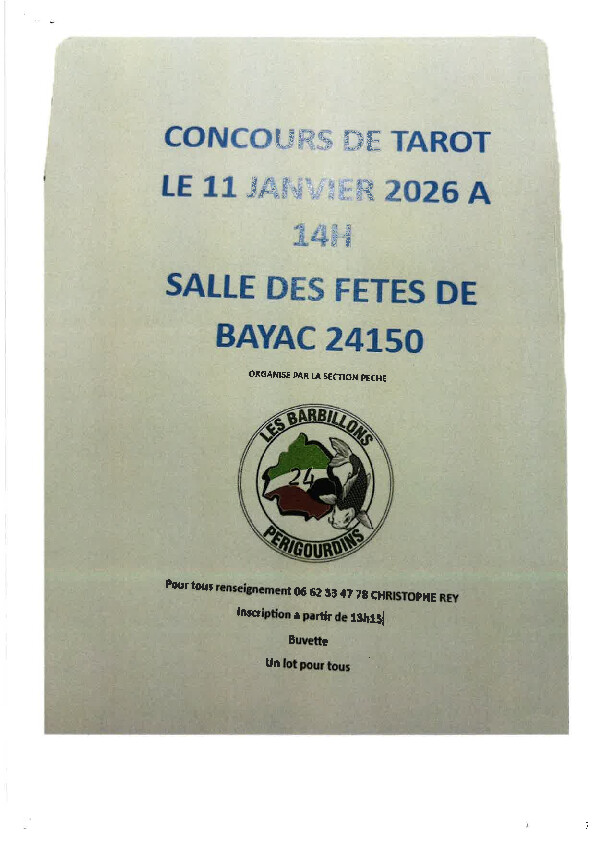 CONCOURS DE TAROT
LE 11 JANVIER 2026 A
14H
SALLE DES FETES DE
BAYAC 24150
ORGANISE PAR LA SECTION PECHE
LES BARBILLONS
24
PERIGOURDINS
Pour tous renseignement 06 62 33 47 78 CHRISTOPHE REY
Inscription a partir de 13h15
Buvette
Un lot pour tous